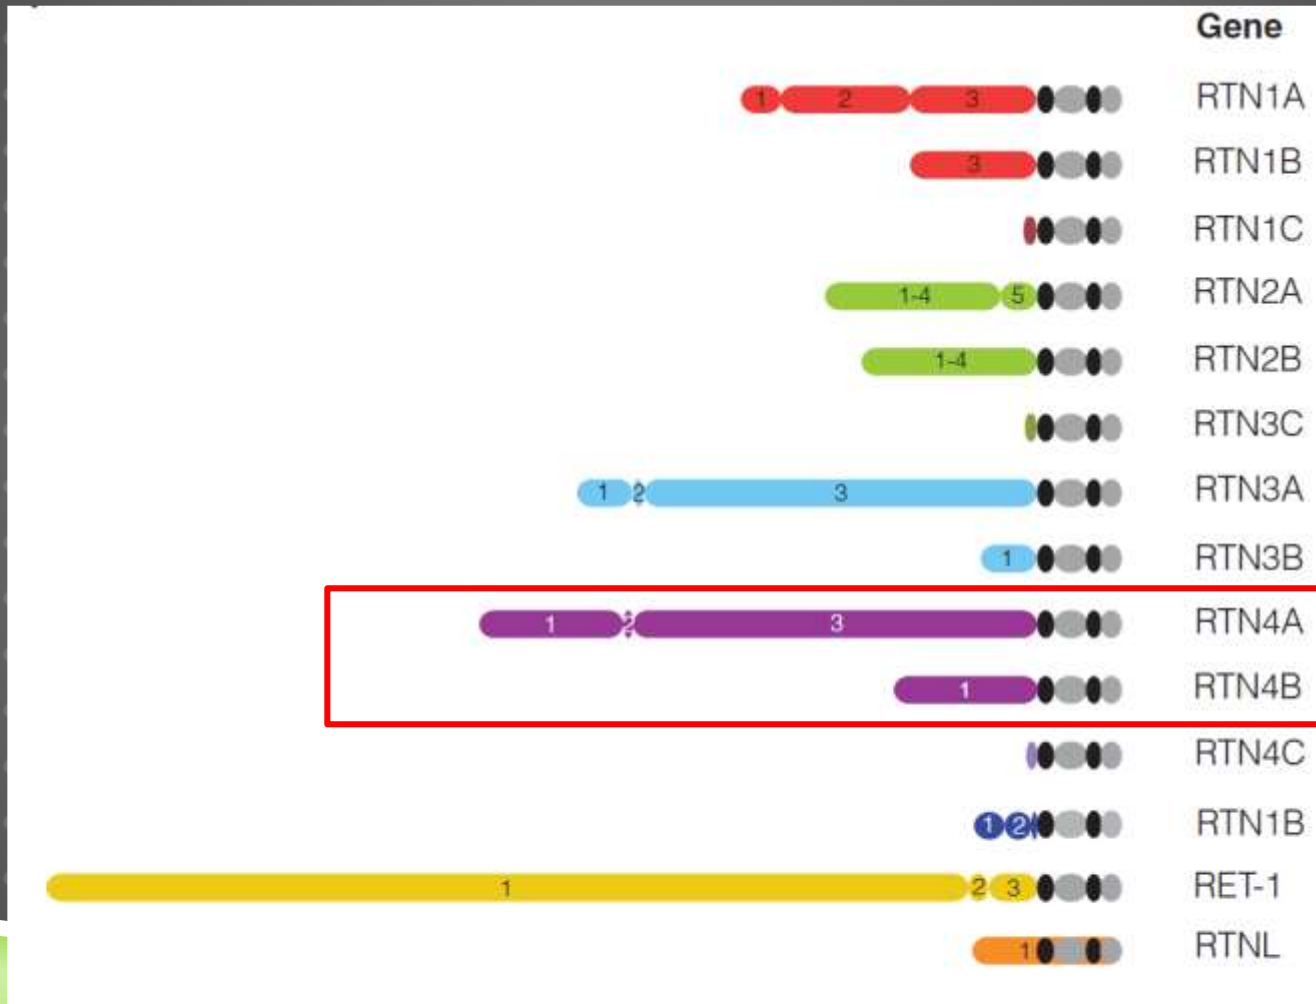 Gene
1 2 3 RTN1A
3 RTN1B
RTN1C
1-4 5 RTN2A
1-4 RTN2B
RTN3C
1 2 3 RTN3A
1 RTN3B
1 2 3 RTN4A
1 RTN4B
RTN4C
1 2 RTN1B
1 2 3 RET-1
1 RTNL